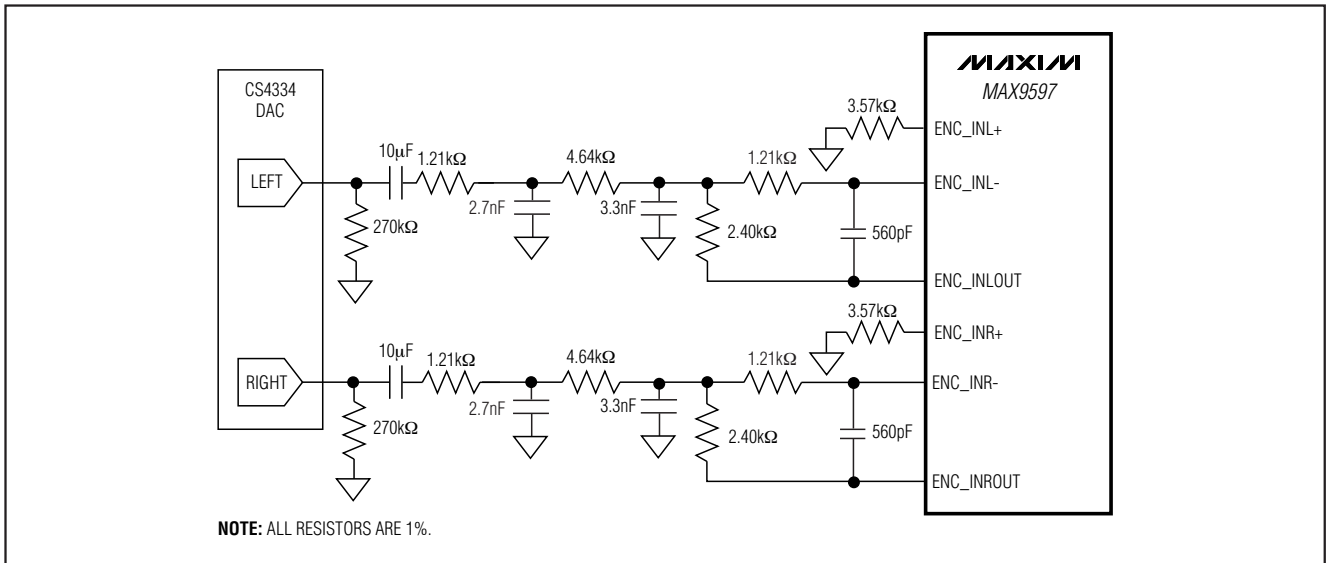 MAXIM
MAX9597
CS4334
DAC
3.57kΩ
ENC_INL+
10μF
1.21kΩ
4.64kΩ
1.21kΩ
LEFT
ENC_INL-
2.7nF
3.3nF
270kΩ
2.40kΩ
560pF
ENC_INLOUT
3.57kΩ
ENC_INR+
10μF
1.21kΩ
4.64kΩ
1.21kΩ
RIGHT
ENC_INR-
2.7nF
3.3nF
270kΩ
2.40kΩ
560pF
ENC_INROUT
NOTE: ALL RESISTORS ARE 1%.